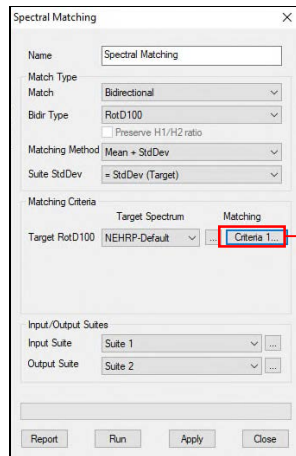 Spectral Matching
Name Spectral Matching
Match Type
Match Bidirectional
Bidir Type RotD100
Preserve H1/H2 ratio
Matching Method Mean + StdDev
Suite StdDev = StdDev (Target)
Matching Criteria
Target Spectrum Matching
Target RotD100 NEHRP-Default ... Criteria 1...
Input/Output Suites
Input Suite Suite 1 ...
Output Suite Suite 2 ...
Report Run Apply Close